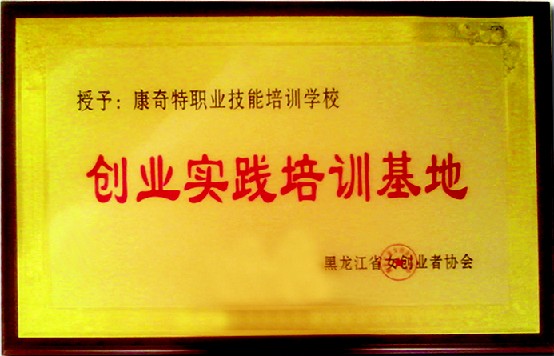 授予：康奇特职业技能培训学校
创业实践培训基地
黑龙江省女创业者协会